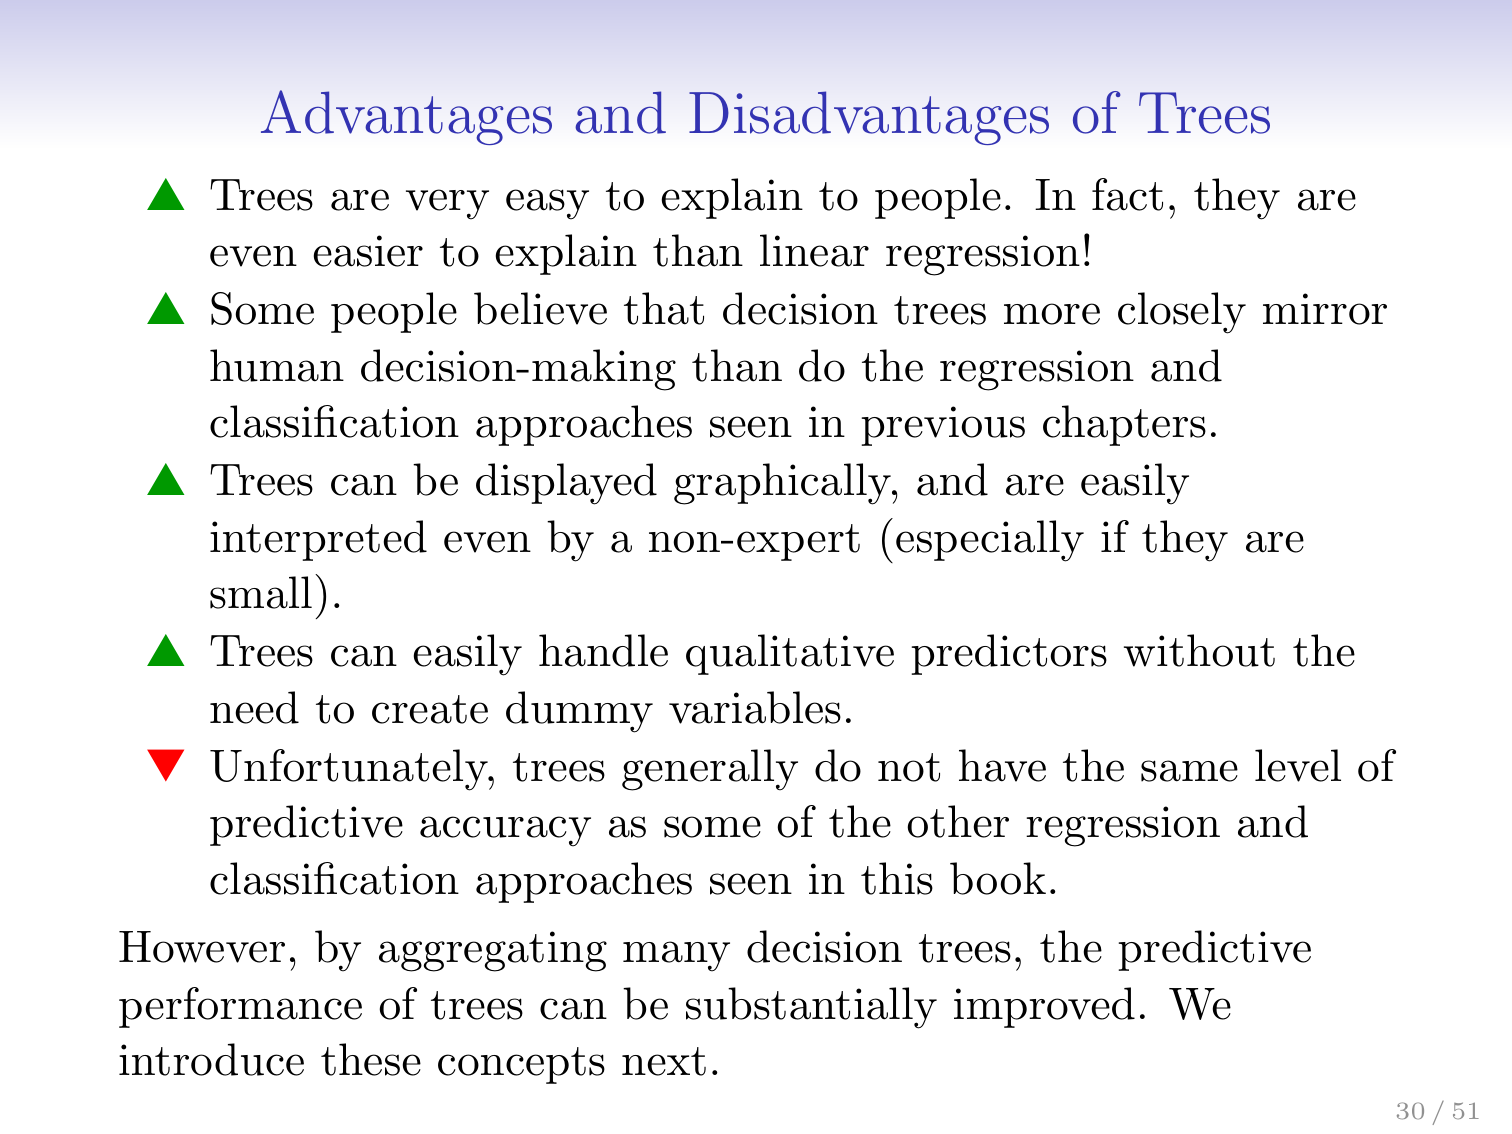 Advantages and Disadvantages of Trees
▲ Trees are very easy to explain to people. In fact, they are
even easier to explain than linear regression!
▲ Some people believe that decision trees more closely mirror
human decision-making than do the regression and
classification approaches seen in previous chapters.
▲ Trees can be displayed graphically, and are easily
interpreted even by a non-expert (especially if they are
small).
▲ Trees can easily handle qualitative predictors without the
need to create dummy variables.
▼ Unfortunately, trees generally do not have the same level of
predictive accuracy as some of the other regression and
classification approaches seen in this book.
However, by aggregating many decision trees, the predictive
performance of trees can be substantially improved. We
introduce these concepts next.
30 / 51